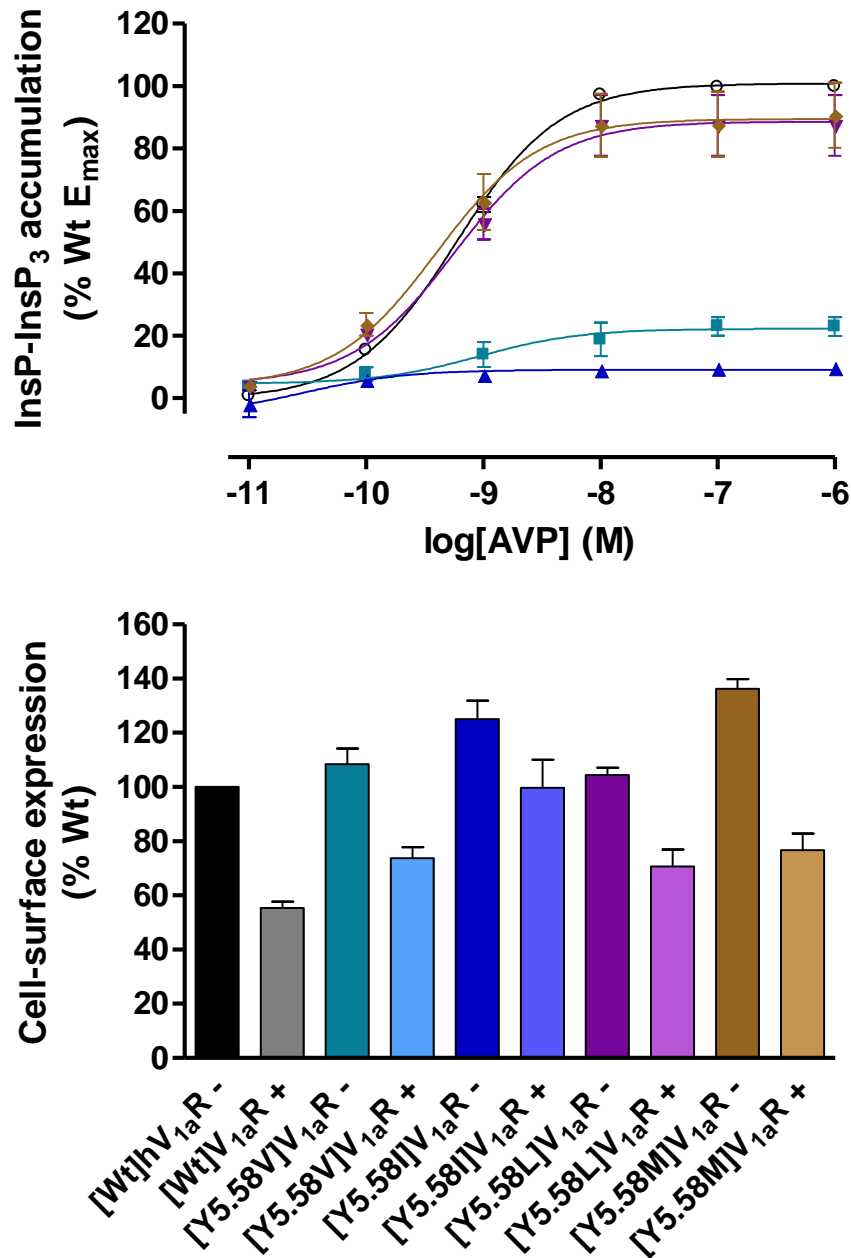 InsP-InsP₃ accumulation
(% Wt Eₘₐₓ)
120
100
80
60
40
20
0
-11 -10 -9 -8 -7 -6
log[AVP] (M)
Cell-surface expression
(% Wt)
160
140
120
100
80
60
40
20
0
[Wt]hV₁ₐR -
[Wt]V₁ₐR +
[Y5.58V]V₁ₐR -
[Y5.58V]V₁ₐR +
[Y5.58I]V₁ₐR -
[Y5.58I]V₁ₐR +
[Y5.58L]V₁ₐR -
[Y5.58L]V₁ₐR +
[Y5.58M]V₁ₐR -
[Y5.58M]V₁ₐR +